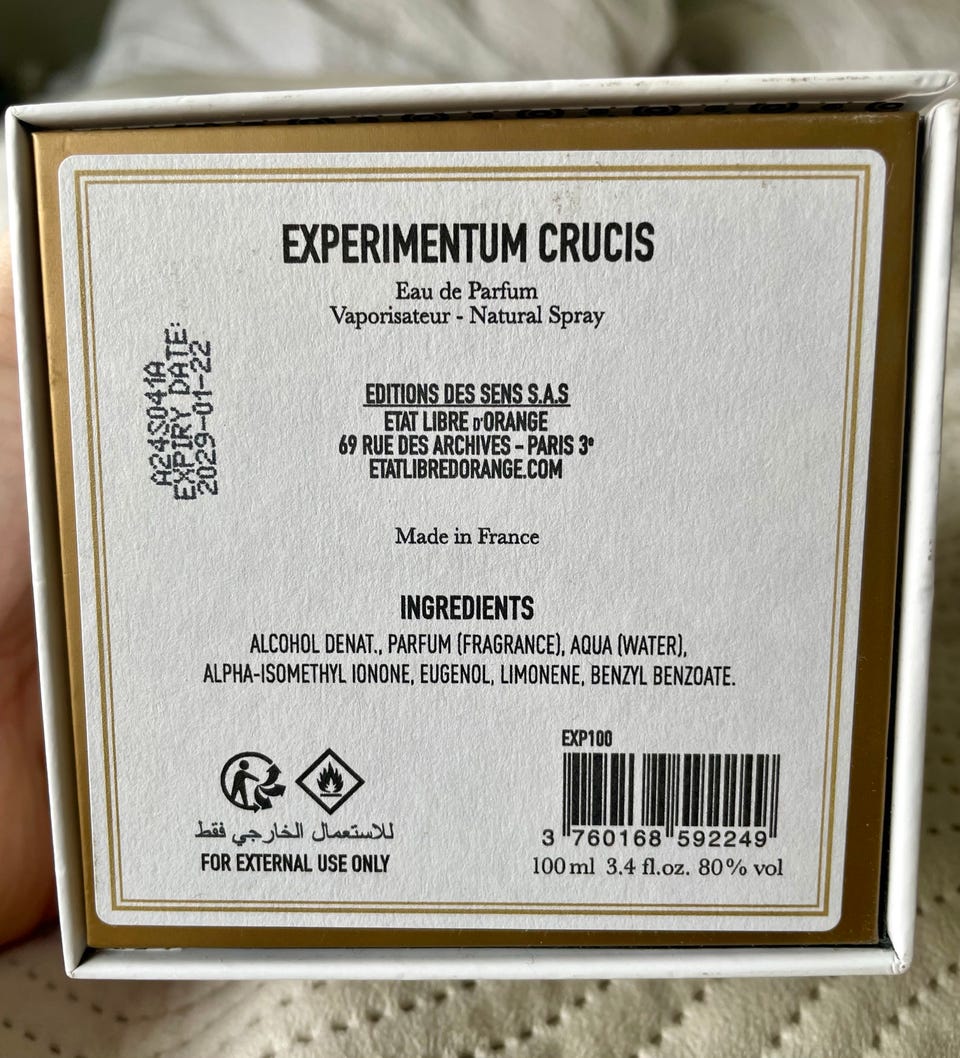 EXPERIMENTUM CRUCIS
Eau de Parfum
Vaporisateur - Natural Spray
A24S041A
EXPIRY DATE:
2029-01-22
EDITIONS DES SENS S.A.S
ETAT LIBRE D'ORANGE
69 RUE DES ARCHIVES – PARIS 3e
ETATLIBREDORANGE.COM
Made in France
INGREDIENTS
ALCOHOL DENAT., PARFUM (FRAGRANCE), AQUA (WATER),
ALPHA-ISOMETHYL IONONE, EUGENOL, LIMONENE, BENZYL BENZOATE.
للاستعمال الخارجي فقط
FOR EXTERNAL USE ONLY
EXP100
3 760168 592249
100 ml 3.4 fl.oz. 80% vol